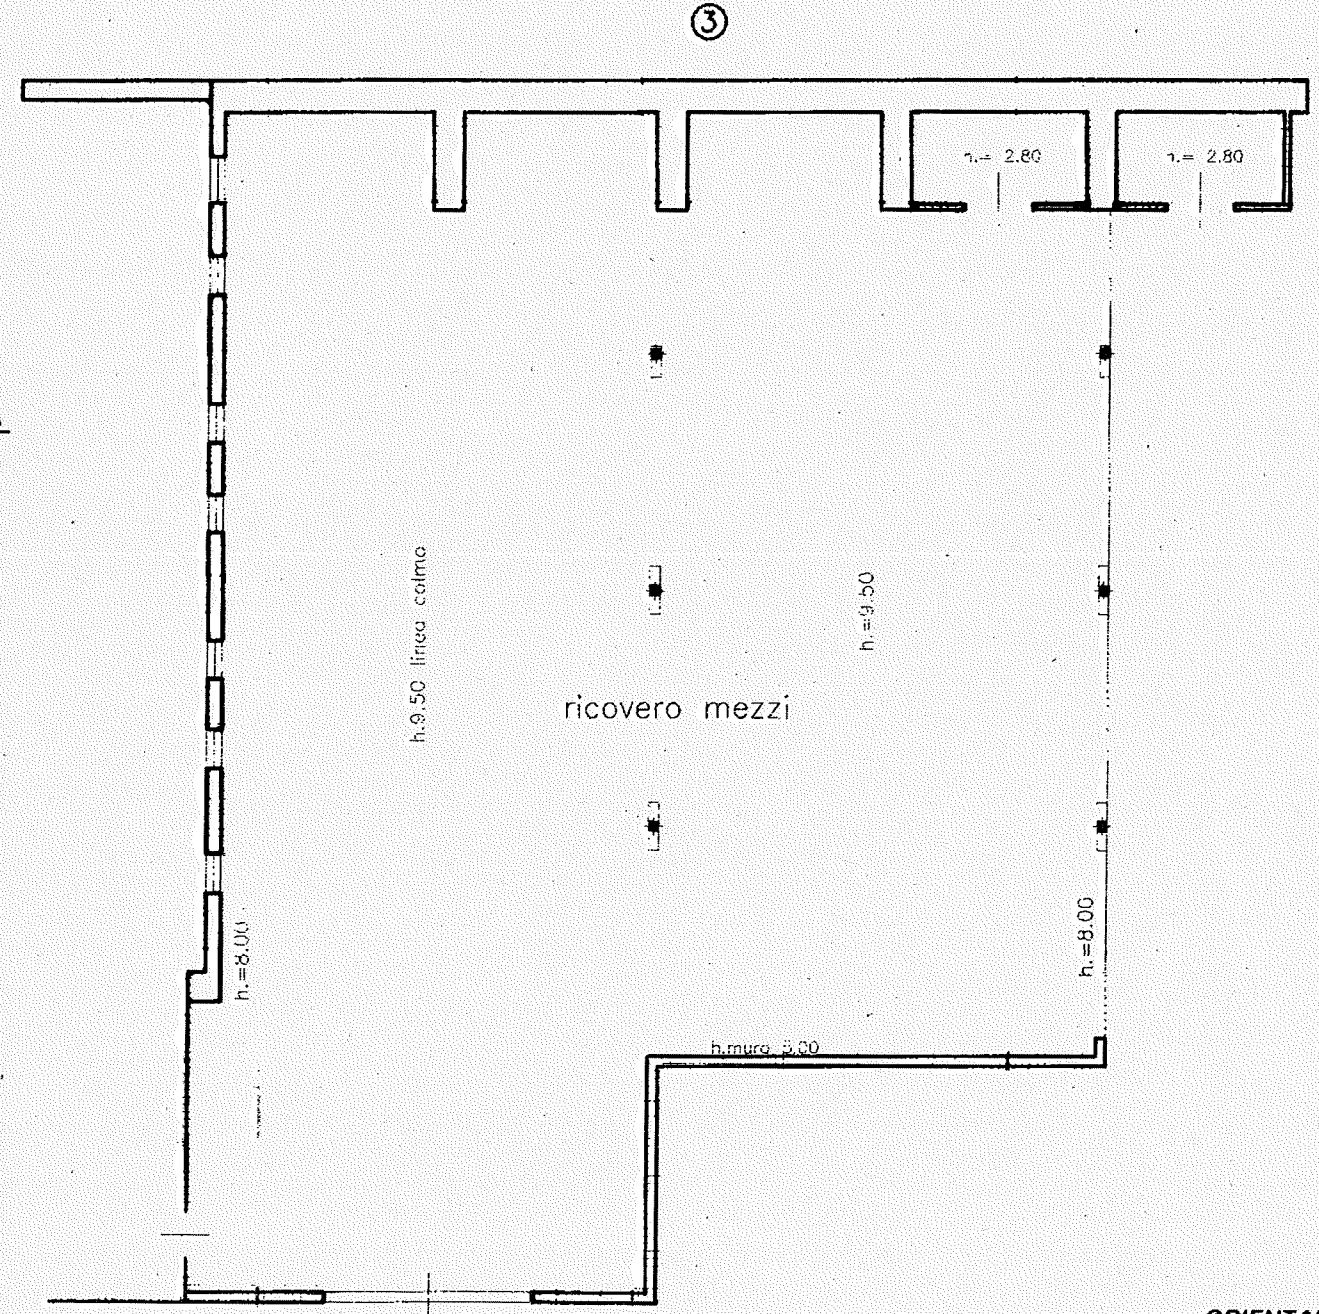 3
h.= 2.80
h.= 2.80
h.9.50 linea colmo
h.=9.50
ricovero mezzi
h.=8.00
h.=8.00
h.muro